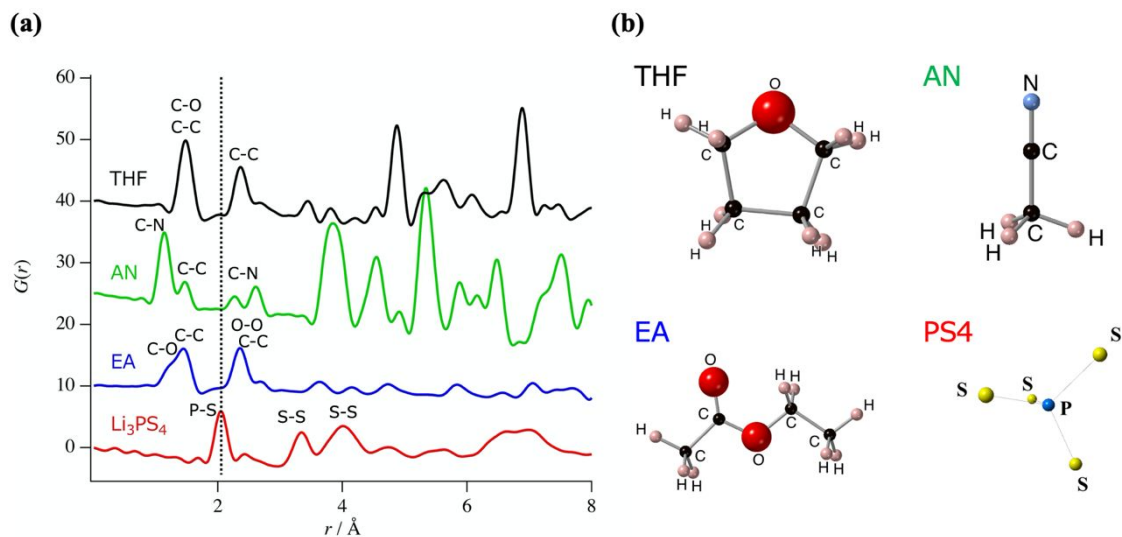 (a)
60
50
40
30
20
10
0
G(r)
2
4
6
8
r / Å
C-O
C-C
C-C
THF
C-N
C-C
C-N
AN
C-O
C-C
O-O
C-C
EA
P-S
S-S
S-S
Li₃PS₄
(b)
THF
O
H
H
H
H
C
C
H
C
C
H
H
H
AN
N
C
H
C
H
H
EA
O
H
H
H
C
C
H
C
O
C
H
H
H
H
PS4
S
S
S
P
S